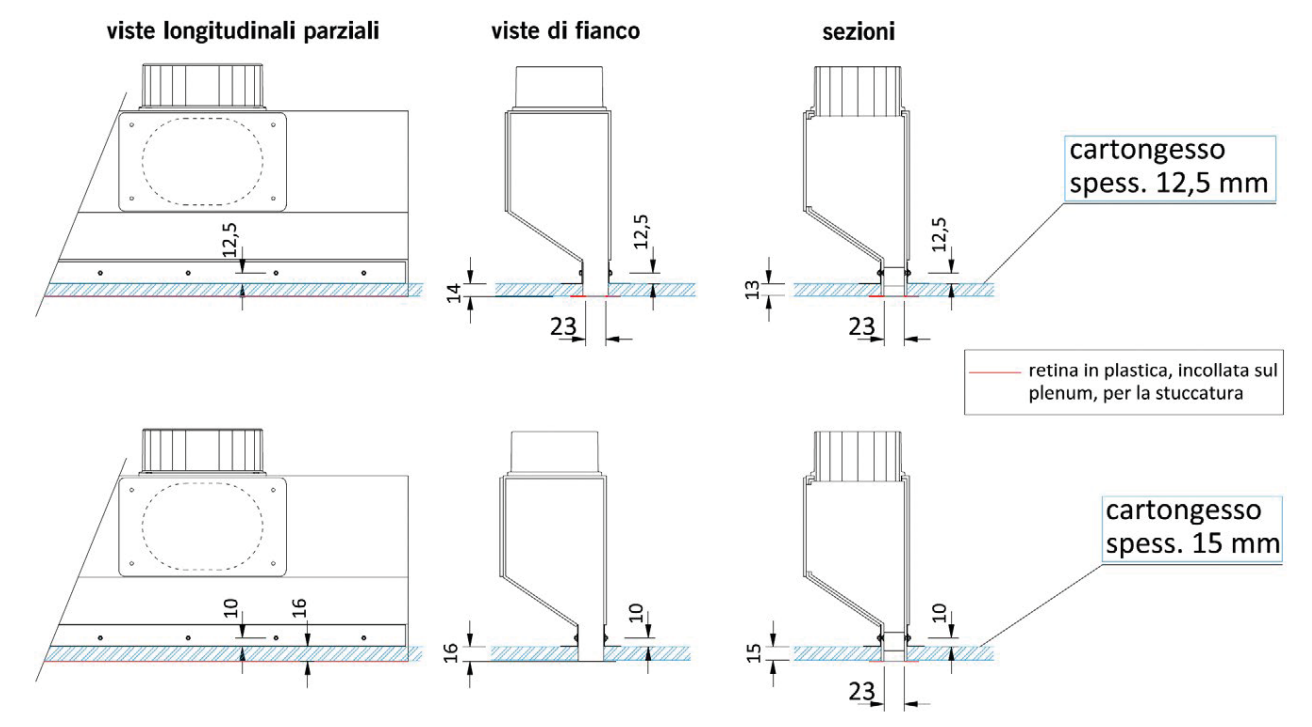 viste longitudinali parziali
viste di fianco
sezioni
cartongesso
spess. 12,5 mm
12,5
12,5
12,5
14
13
23
23
retina in plastica, incollata sul
plenum, per la stuccatura
cartongesso
spess. 15 mm
10
16
10
10
16
15
23